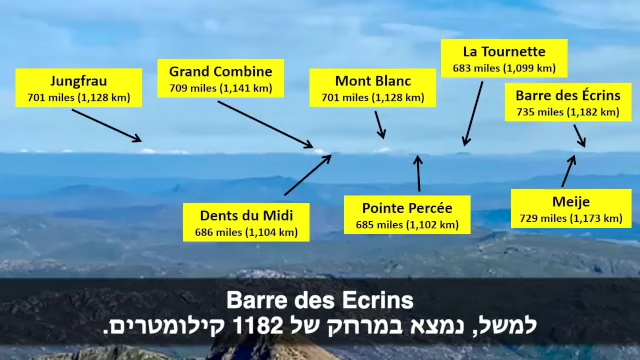 La Tournette
683 miles (1,099 km)
Grand Combine
709 miles (1,141 km)
Jungfrau
701 miles (1,128 km)
Mont Blanc
701 miles (1,128 km)
Barre des Écrins
735 miles (1,182 km)
Dents du Midi
686 miles (1,104 km)
Pointe Percée
685 miles (1,102 km)
Meije
729 miles (1,173 km)
Barre des Ecrins
למשל, נמצא במרחק של 1182 קילומטרים.